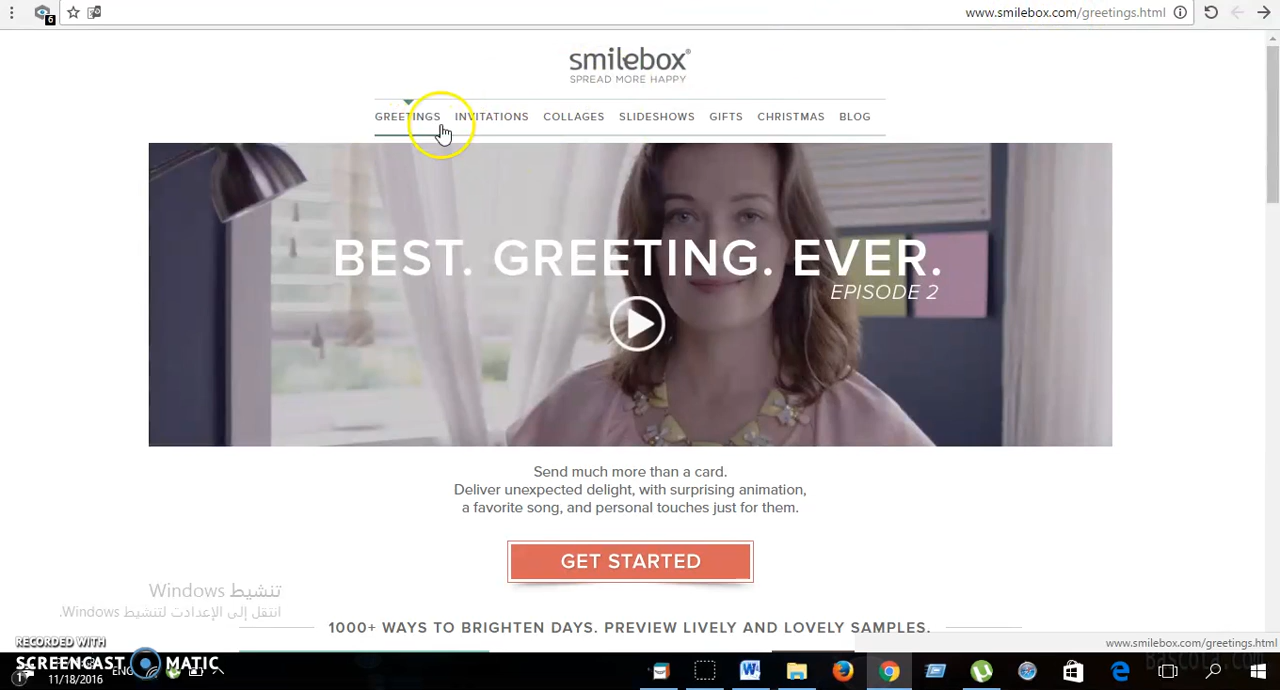 6
www.smilebox.com/greetings.html
smilebox®
SPREAD MORE HAPPY
GREETINGS INVITATIONS COLLAGES SLIDESHOWS GIFTS CHRISTMAS BLOG
BEST. GREETING. EVER.
EPISODE 2
Send much more than a card.
Deliver unexpected delight, with surprising animation,
a favorite song, and personal touches just for them.
GET STARTED
تنشيط Windows
انتقل إلى الإعدادت لتنشيط Windows.
1000+ WAYS TO BRIGHTEN DAYS. PREVIEW LIVELY AND LOVELY SAMPLES.
www.smilebox.com/greetings.html
RECORDED WITH
SCREENCAST MATIC
ENG
11/18/2016